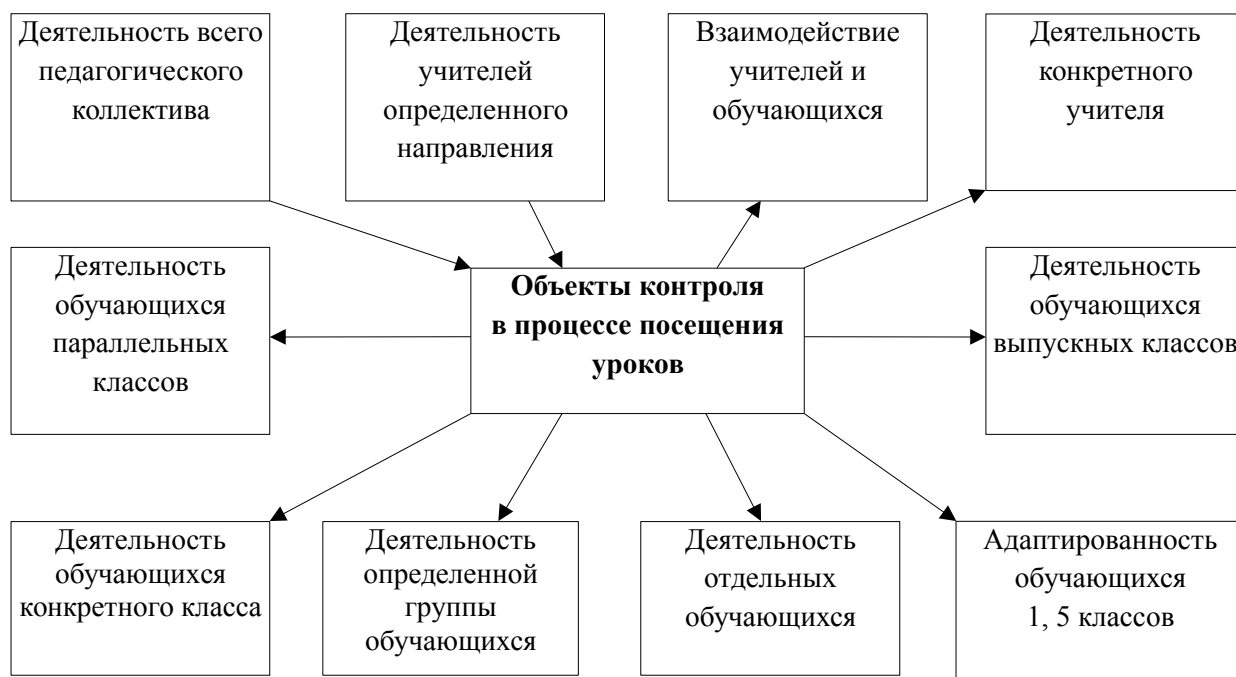 Деятельность всего
педагогического
коллектива
Деятельность
учителей
определенного
направления
Взаимодействие
учителей и
обучающихся
Деятельность
конкретного
учителя
Деятельность
обучающихся
параллельных
классов
Объекты контроля
в процессе посещения
уроков
Деятельность
обучающихся
выпускных классов
Деятельность
обучающихся
конкретного класса
Деятельность
определенной
группы
обучающихся
Деятельность
отдельных
обучающихся
Адаптированность
обучающихся
1, 5 классов